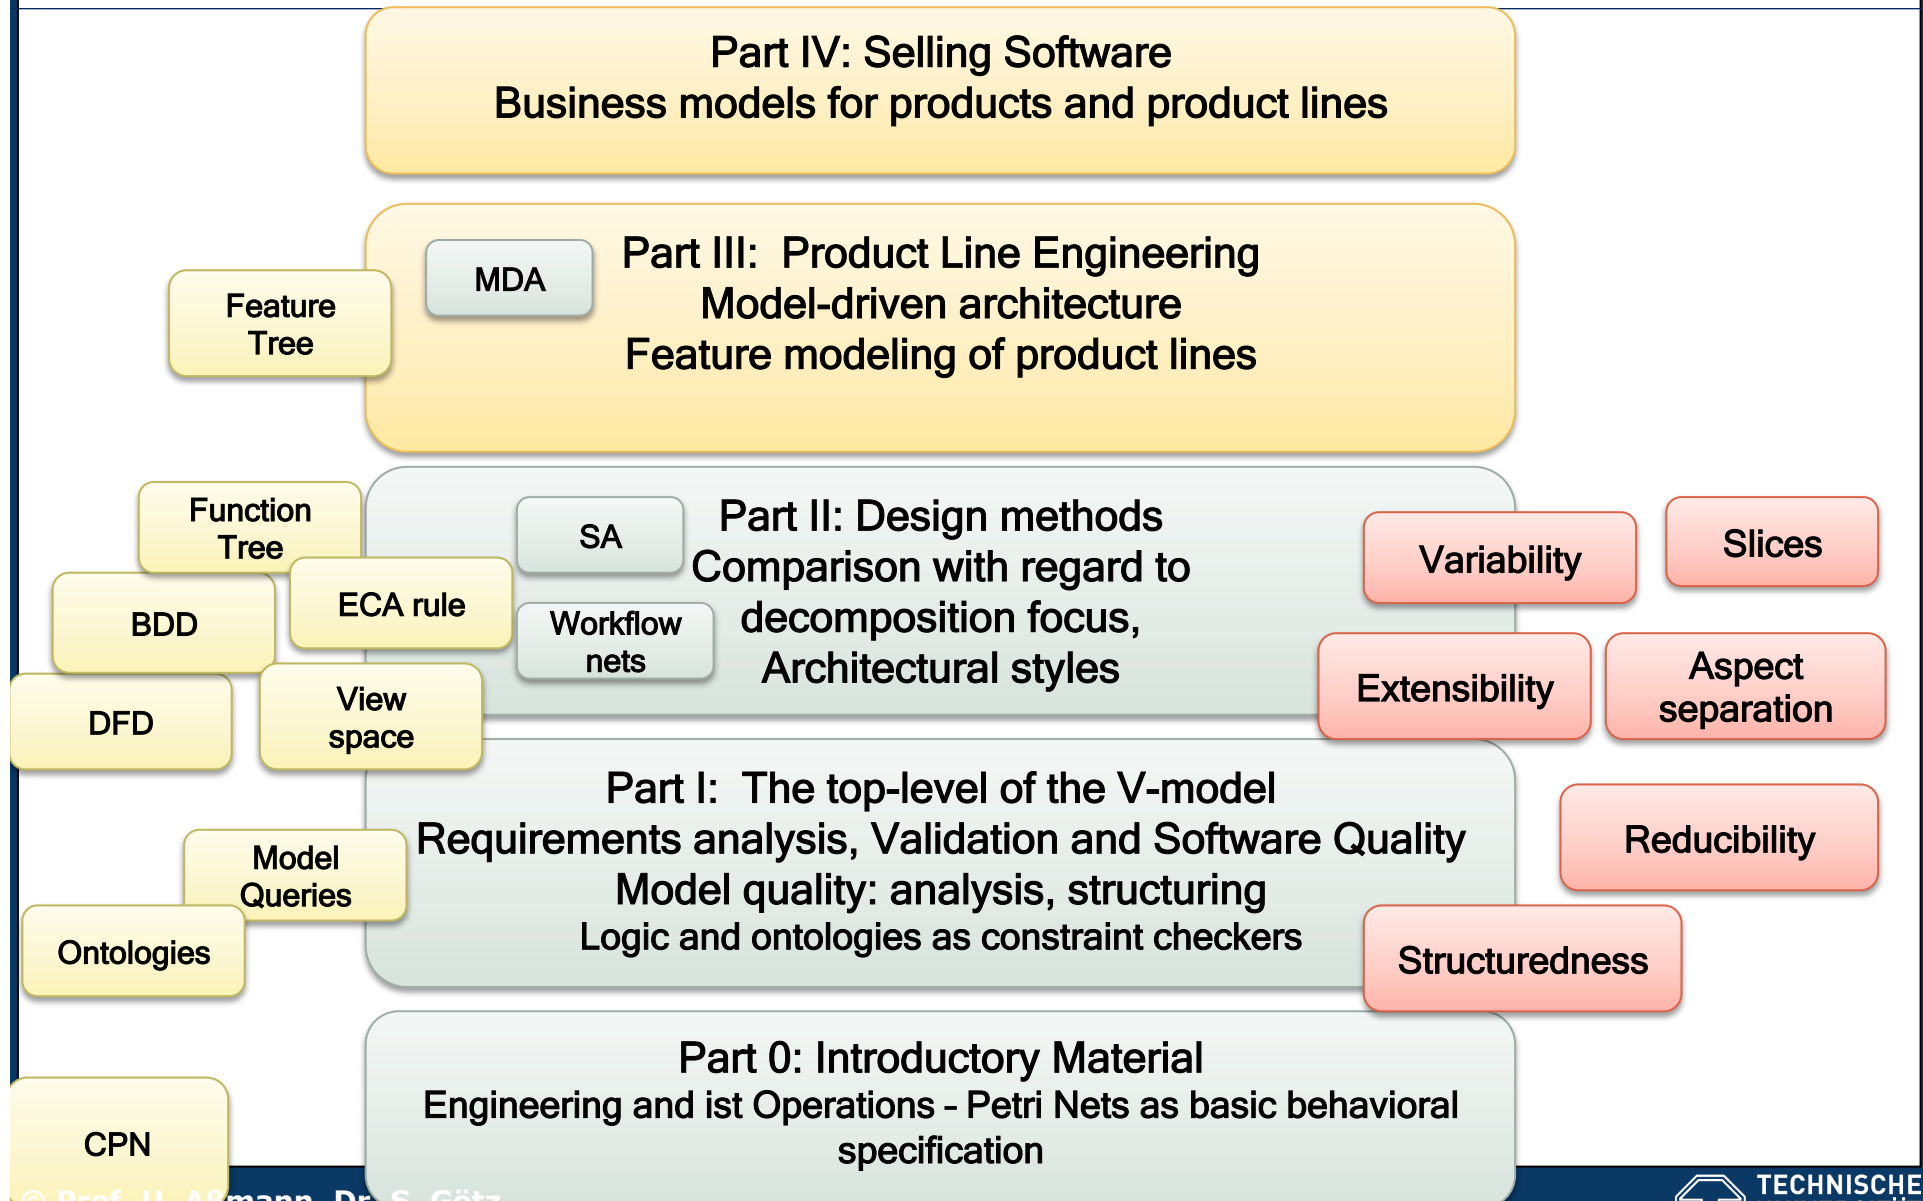 Part IV: Selling Software
Business models for products and product lines
MDA
Part III: Product Line Engineering
Model-driven architecture
Feature modeling of product lines
Feature
Tree
Function
Tree
SA
Part II: Design methods
Comparison with regard to
decomposition focus,
Architectural styles
Variability
Slices
BDD
ECA rule
Workflow
nets
Extensibility
Aspect
separation
DFD
View
space
Part I: The top-level of the V-model
Requirements analysis, Validation and Software Quality
Model quality: analysis, structuring
Logic and ontologies as constraint checkers
Model
Queries
Reducibility
Ontologies
Structuredness
Part 0: Introductory Material
Engineering and ist Operations – Petri Nets as basic behavioral
specification
CPN
© Prof. U. Aßmann, Dr. S. Götz
TECHNISCHE